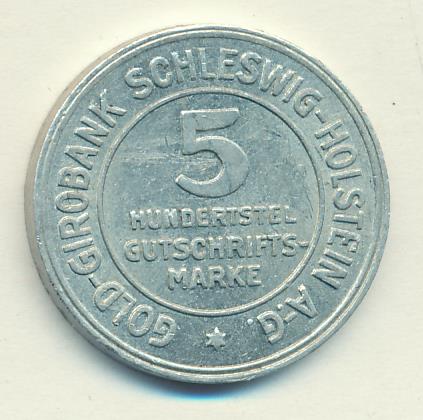 GOLD-GIROBANK SCHLESWIG-HOLSTEIN A.-G.
5
HUNDERTSTEL
GUTSCHRIFTS-
MARKE